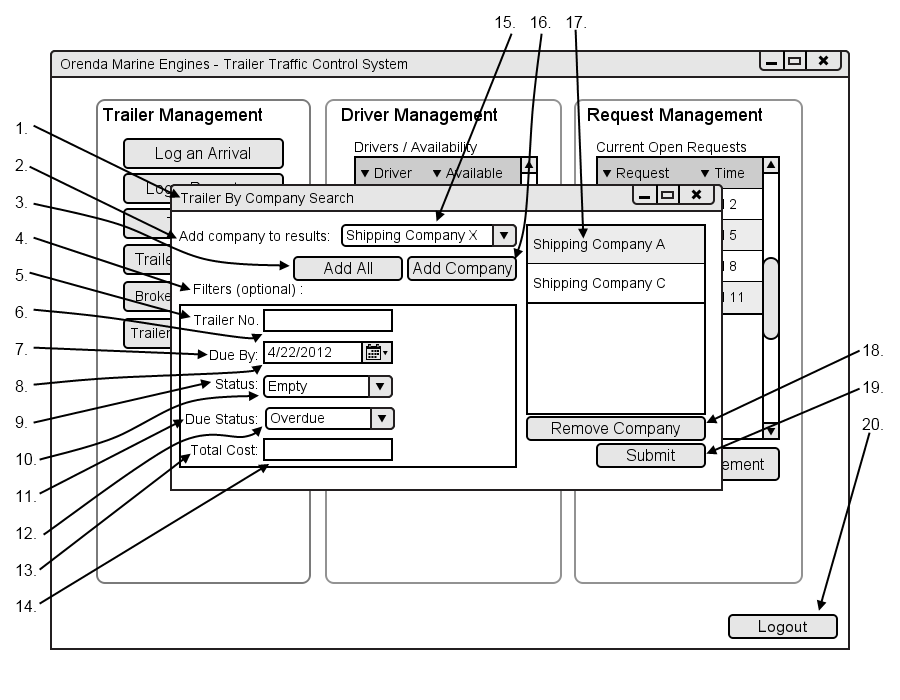 15. 16. 17.
Orenda Marine Engines - Trailer Traffic Control System
Trailer Management
Driver Management
Request Management
1.
Log an Arrival
Drivers / Availability
Current Open Requests
2.
Driver
Available
Request
Time
3.
Trailer By Company Search
2
4.
Add company to results:
Shipping Company X
Shipping Company A
5
5.
Traile
Add All
Add Company
8
6.
Filters (optional) :
Shipping Company C
Broke
11
7.
Trailer No.
Trailer
8.
Due By:
4/22/2012
18.
9.
Status:
Empty
19.
10.
Due Status:
Overdue
Remove Company
20.
11.
Total Cost:
Submit
ement
12.
13.
14.
Logout